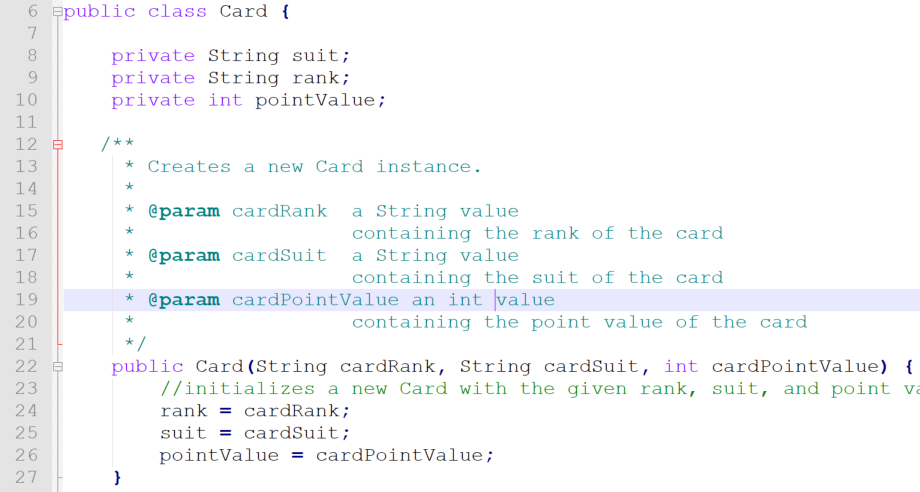 6 public class Card {
7
8 private String suit;
9 private String rank;
10 private int pointValue;
11
12 /**
13 * Creates a new Card instance.
14 *
15 * @param cardRank a String value
16 * containing the rank of the card
17 * @param cardSuit a String value
18 * containing the suit of the card
19 * @param cardPointValue an int value
20 * containing the point value of the card
21 */
22 public Card(String cardRank, String cardSuit, int cardPointValue) {
23 //initializes a new Card with the given rank, suit, and point
24 rank = cardRank;
25 suit = cardSuit;
26 pointValue = cardPointValue;
27 }